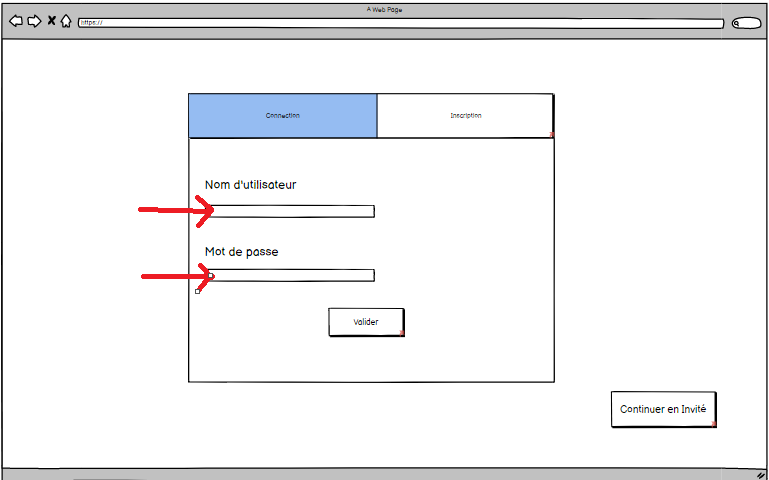 A Web Page
https://
Connection
Inscription
Nom d'utilisateur
Mot de passe
Valider
Continuer en Invité